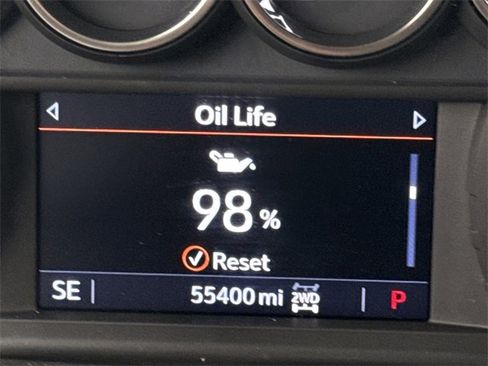 Oil Life
98%
Reset
SE 55400 mi 2WD P